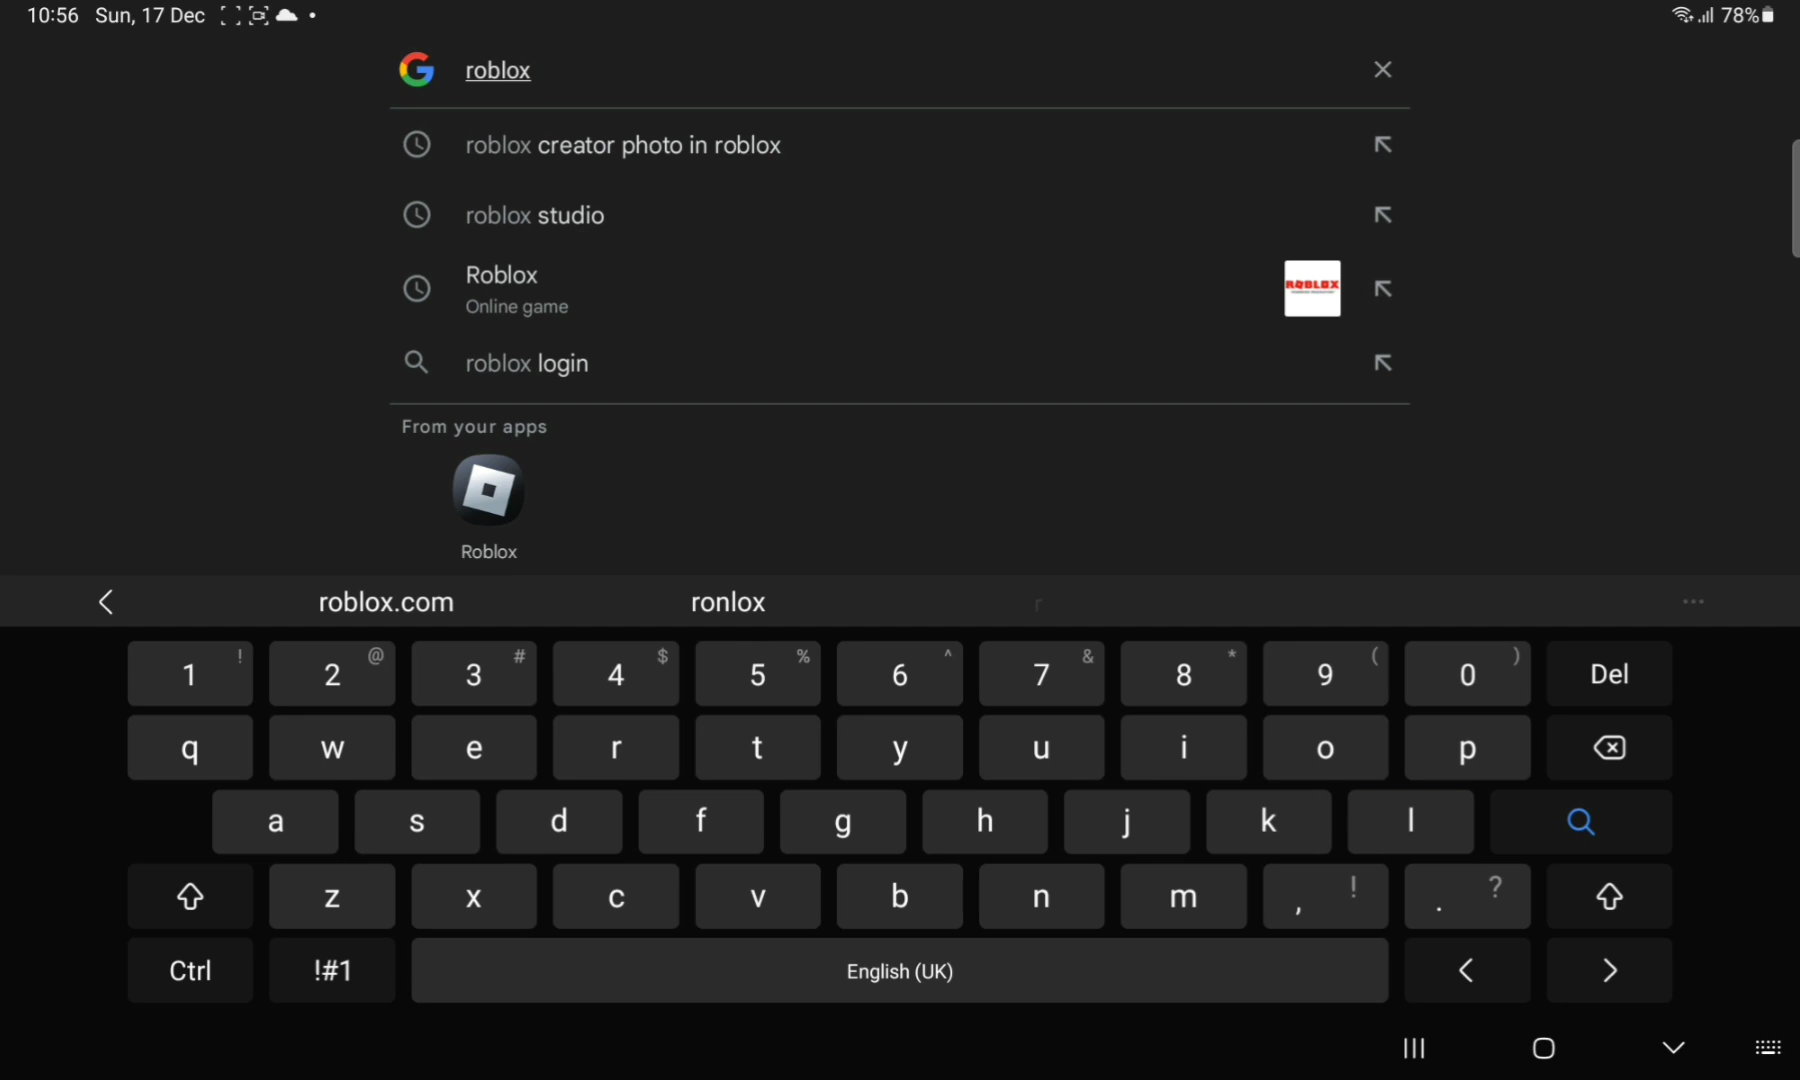 10:56 Sun, 17 Dec 78%
roblox
roblox creator photo in roblox
roblox studio
Roblox
Online game
ROBLOX
roblox login
From your apps
Roblox
roblox.com ronlox r ...
1 ! 2 @ 3 # 4 $ 5 % 6 ^ 7 & 8 * 9 ( 0 ) Del
q w e r t y u i o p
a s d f g h j k l
z x c v b n m , ! . ?
Ctrl !#1 English (UK) < >